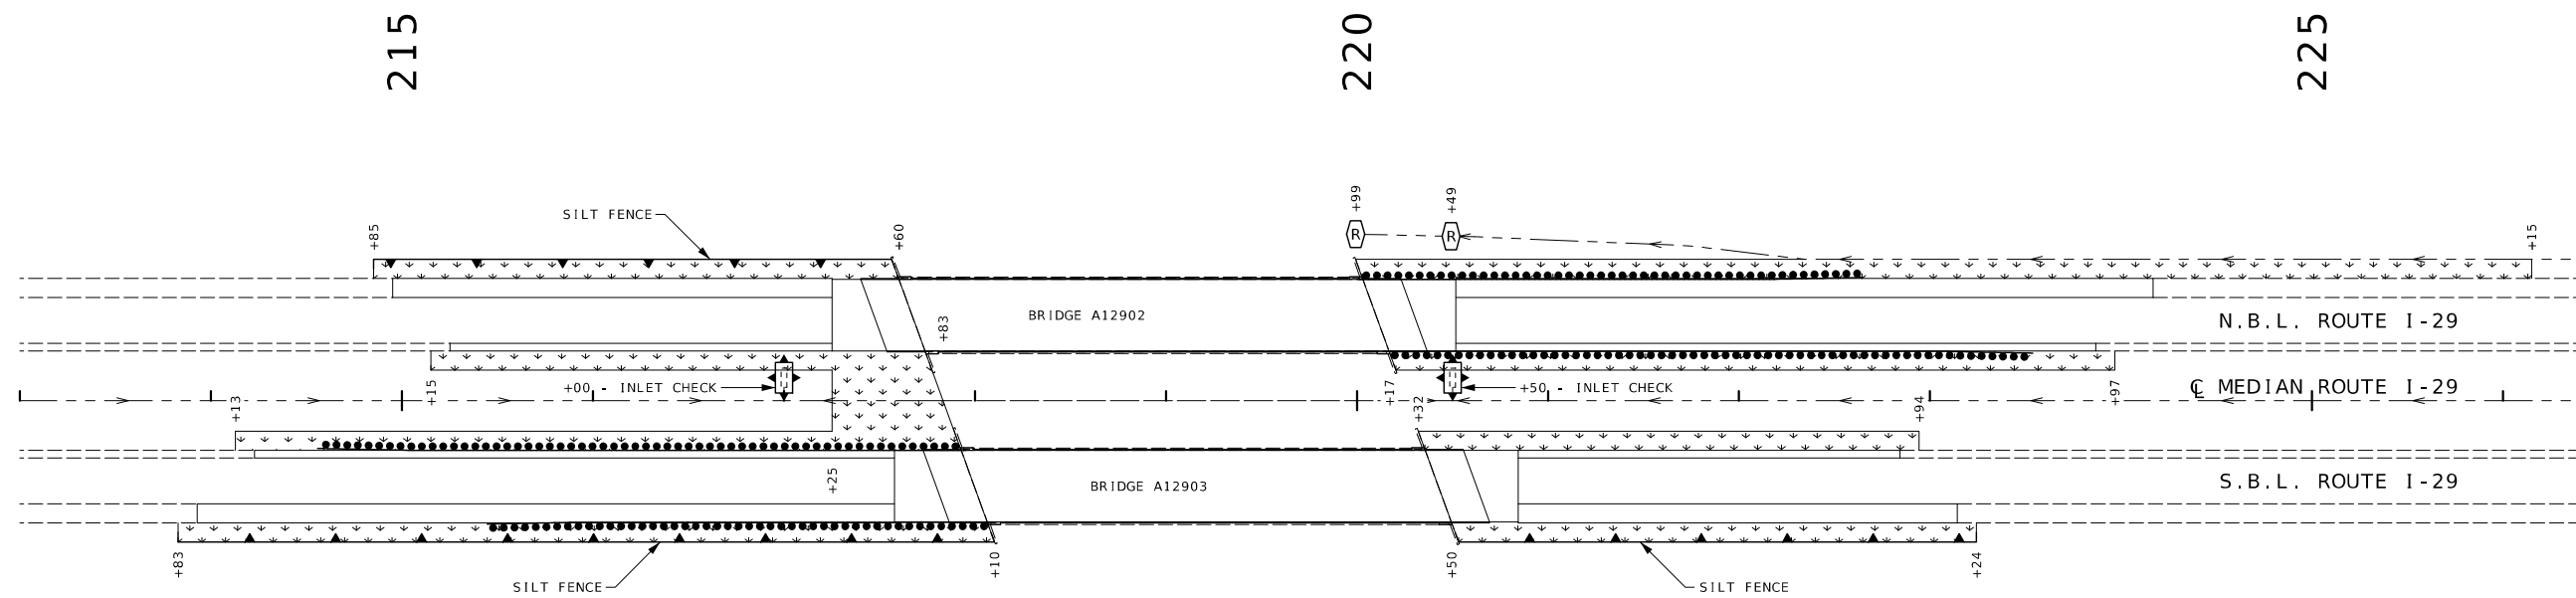 215
220
225
+99
+49
SILT FENCE
+85
+60
R
R
+15
BRIDGE A12902
+83
N.B.L. ROUTE I-29
+00 - INLET CHECK
+50 - INLET CHECK
℄ MEDIAN ROUTE I-29
+15
+13
+17
+32
+94
+97
+25
BRIDGE A12903
S.B.L. ROUTE I-29
+83
+10
+50
+24
SILT FENCE
SILT FENCE